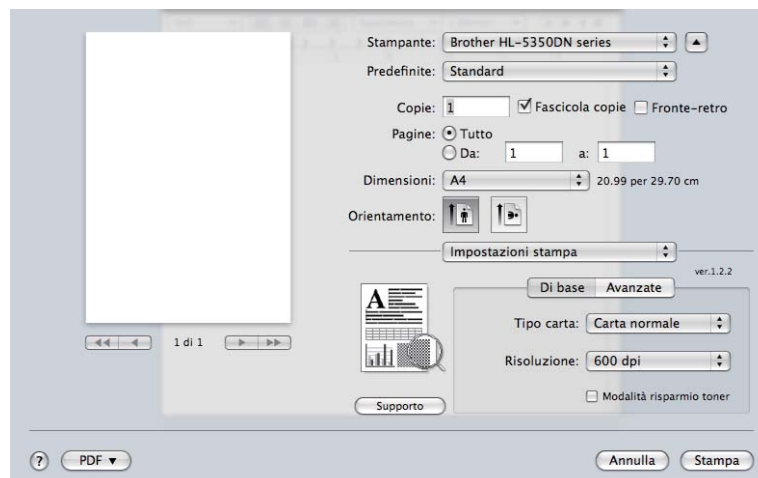 Stampante: Brother HL-5350DN series
Predefinite: Standard
Copie: 1 Fascicola copie Fronte-retro
Pagine: Tutto
Da: 1 a: 1
Dimensioni: A4 20.99 per 29.70 cm
Orientamento:
Impostazioni stampa
ver.1.2.2
Di base Avanzate
A
Tipo carta: Carta normale
1 di 1
Risoluzione: 600 dpi
Modalità risparmio toner
Supporto
? PDF Annulla Stampa